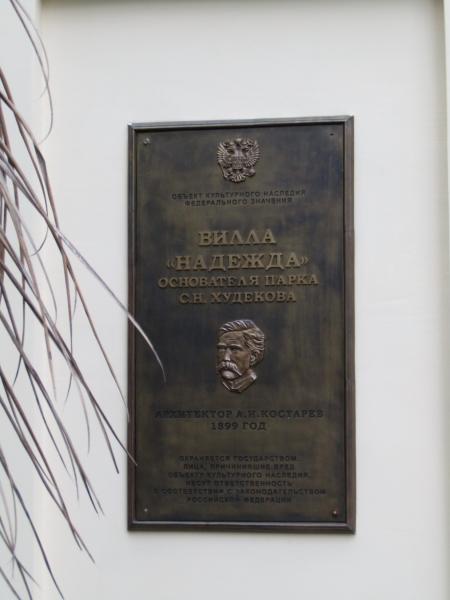 ОБЪЕКТ КУЛЬТУРНОГО НАСЛЕДИЯ
ФЕДЕРАЛЬНОГО ЗНАЧЕНИЯ
ВИЛЛА
«НАДЕЖДА»
ОСНОВАТЕЛЯ ПАРКА
С.Н. ХУДЕКОВА
АРХИТЕКТОР А.И.КОСТАРЕВ
1899 ГОД
ОХРАНЯЕТСЯ ГОСУДАРСТВОМ
ЛИЦА, ПРИЧИНИВШИЕ ВРЕД
ОБЪЕКТУ КУЛЬТУРНОГО НАСЛЕДИЯ,
НЕСУТ ОТВЕТСТВЕННОСТЬ
В СООТВЕТСТВИИ С ЗАКОНОДАТЕЛЬСТВОМ
РОССИЙСКОЙ ФЕДЕРАЦИИ